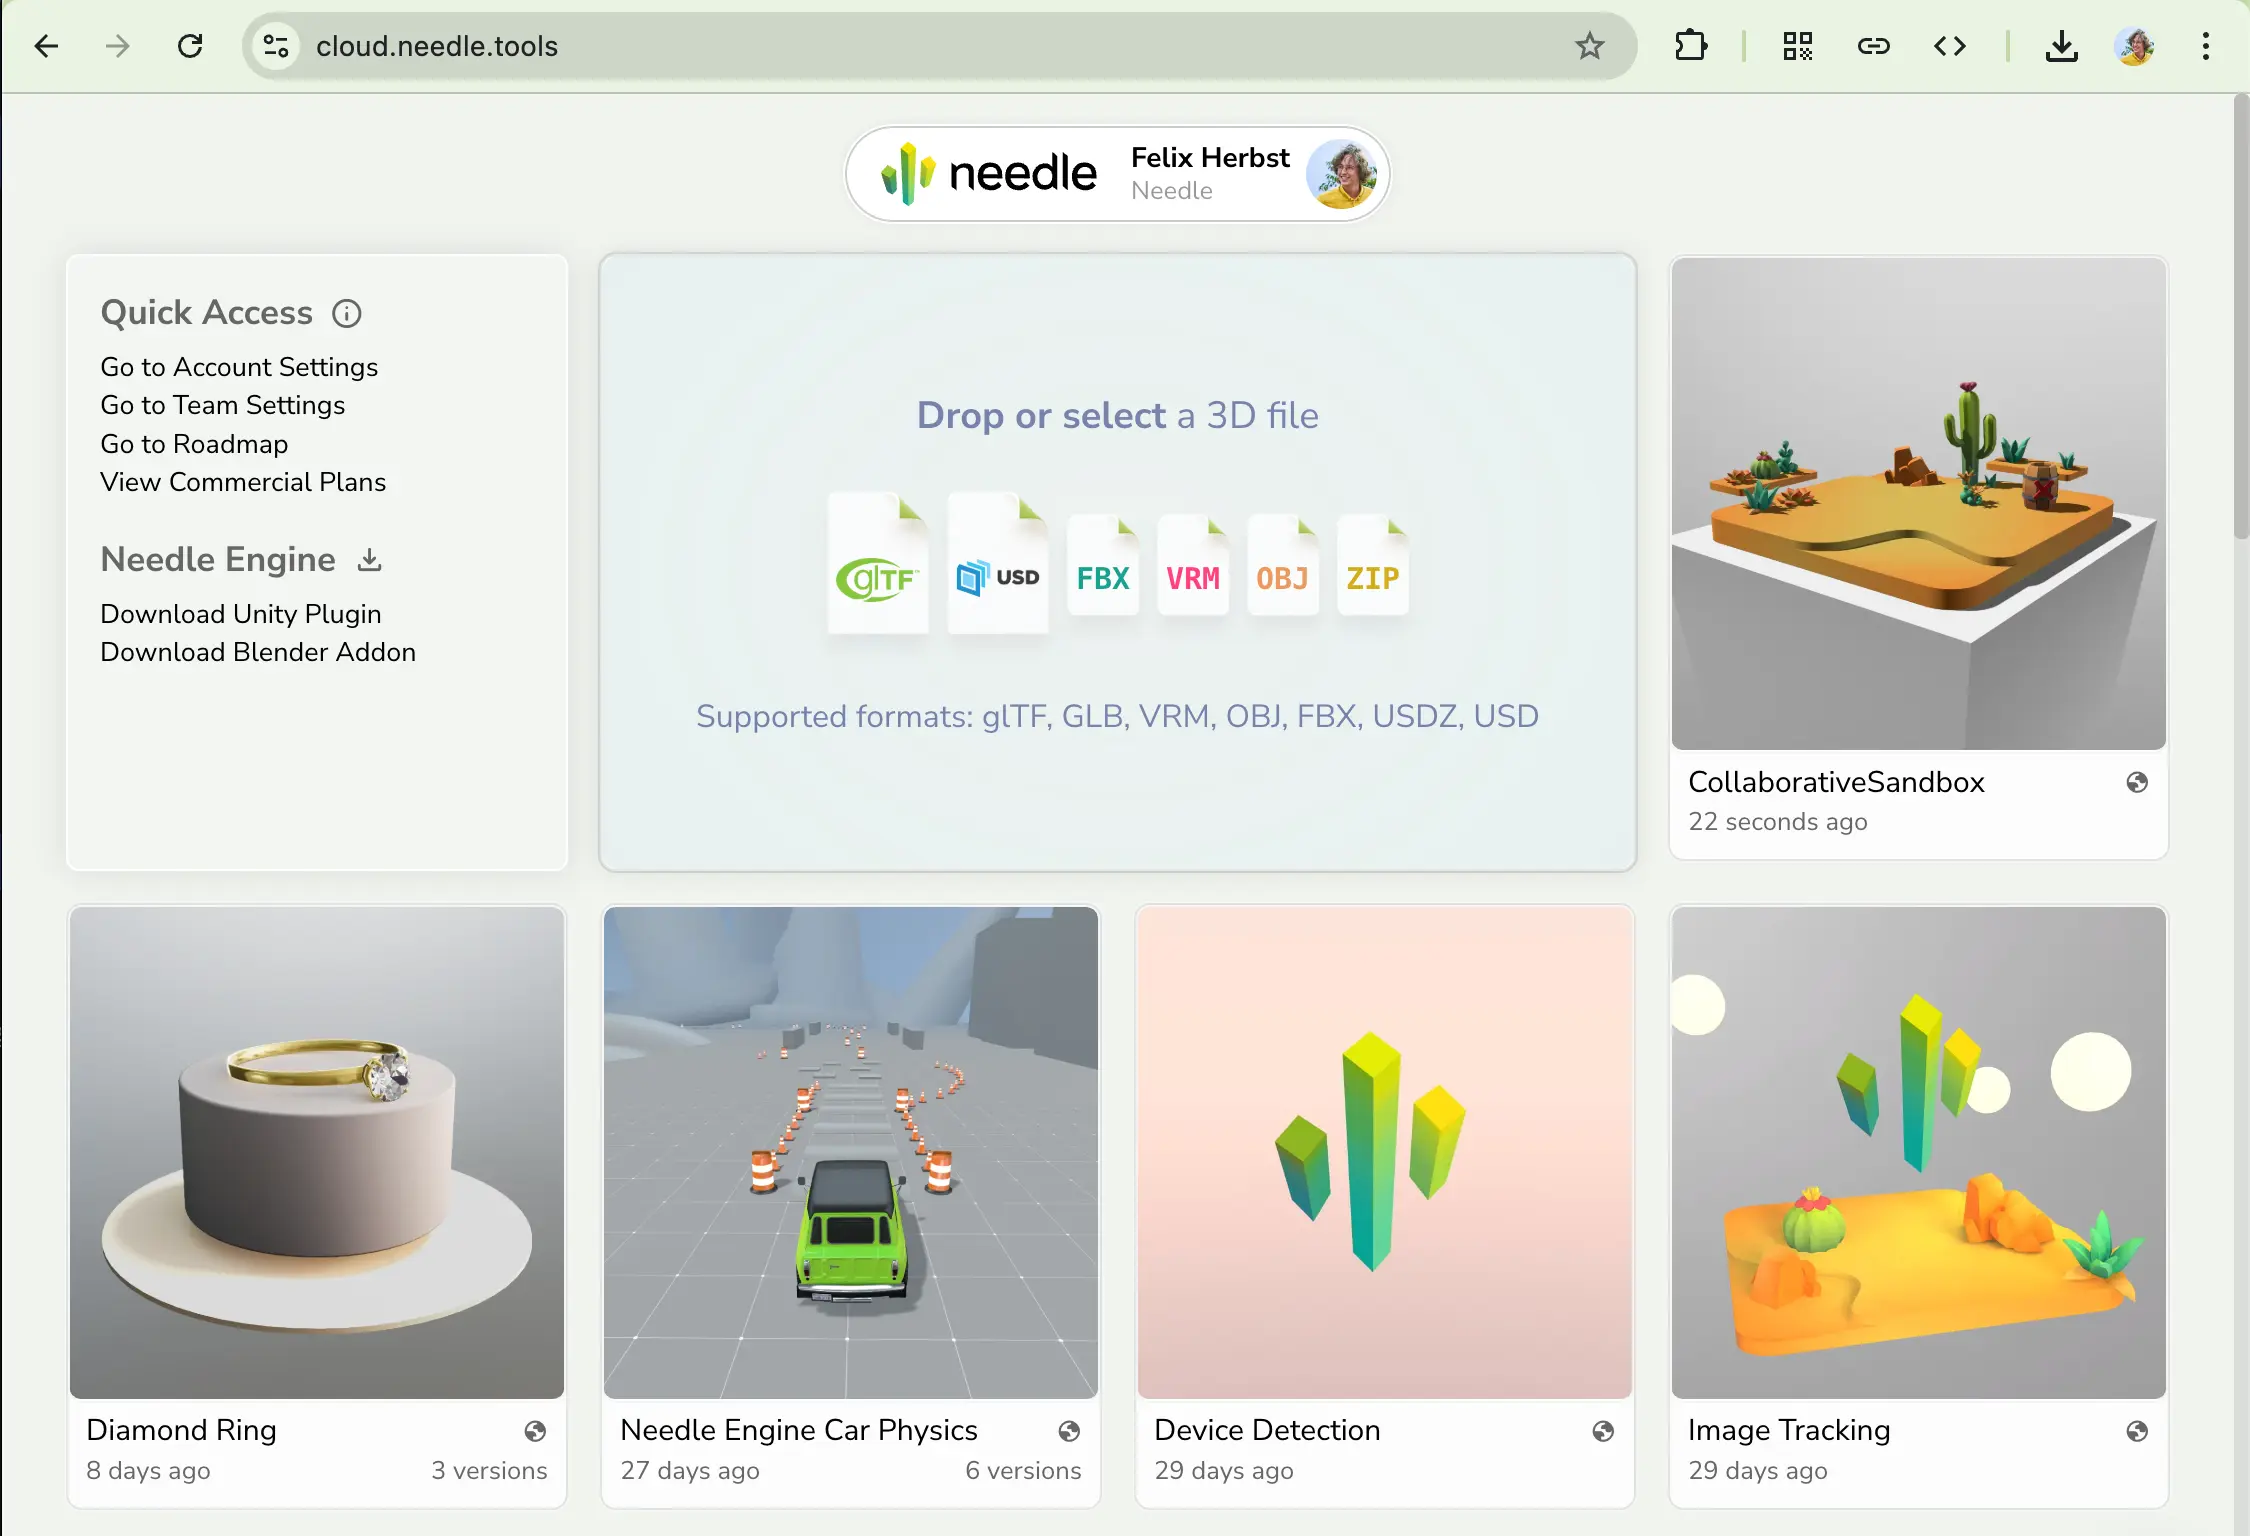 cloud.needle.tools
needle
Felix Herbst
Needle
Quick Access
Go to Account Settings
Go to Team Settings
Go to Roadmap
View Commercial Plans
Needle Engine
Download Unity Plugin
Download Blender Addon
Drop or select a 3D file
glTF™
USD
FBX
VRM
OBJ
ZIP
Supported formats: glTF, GLB, VRM, OBJ, FBX, USDZ, USD
CollaborativeSandbox
22 seconds ago
Diamond Ring
8 days ago
3 versions
Needle Engine Car Physics
27 days ago
6 versions
Device Detection
29 days ago
Image Tracking
29 days ago